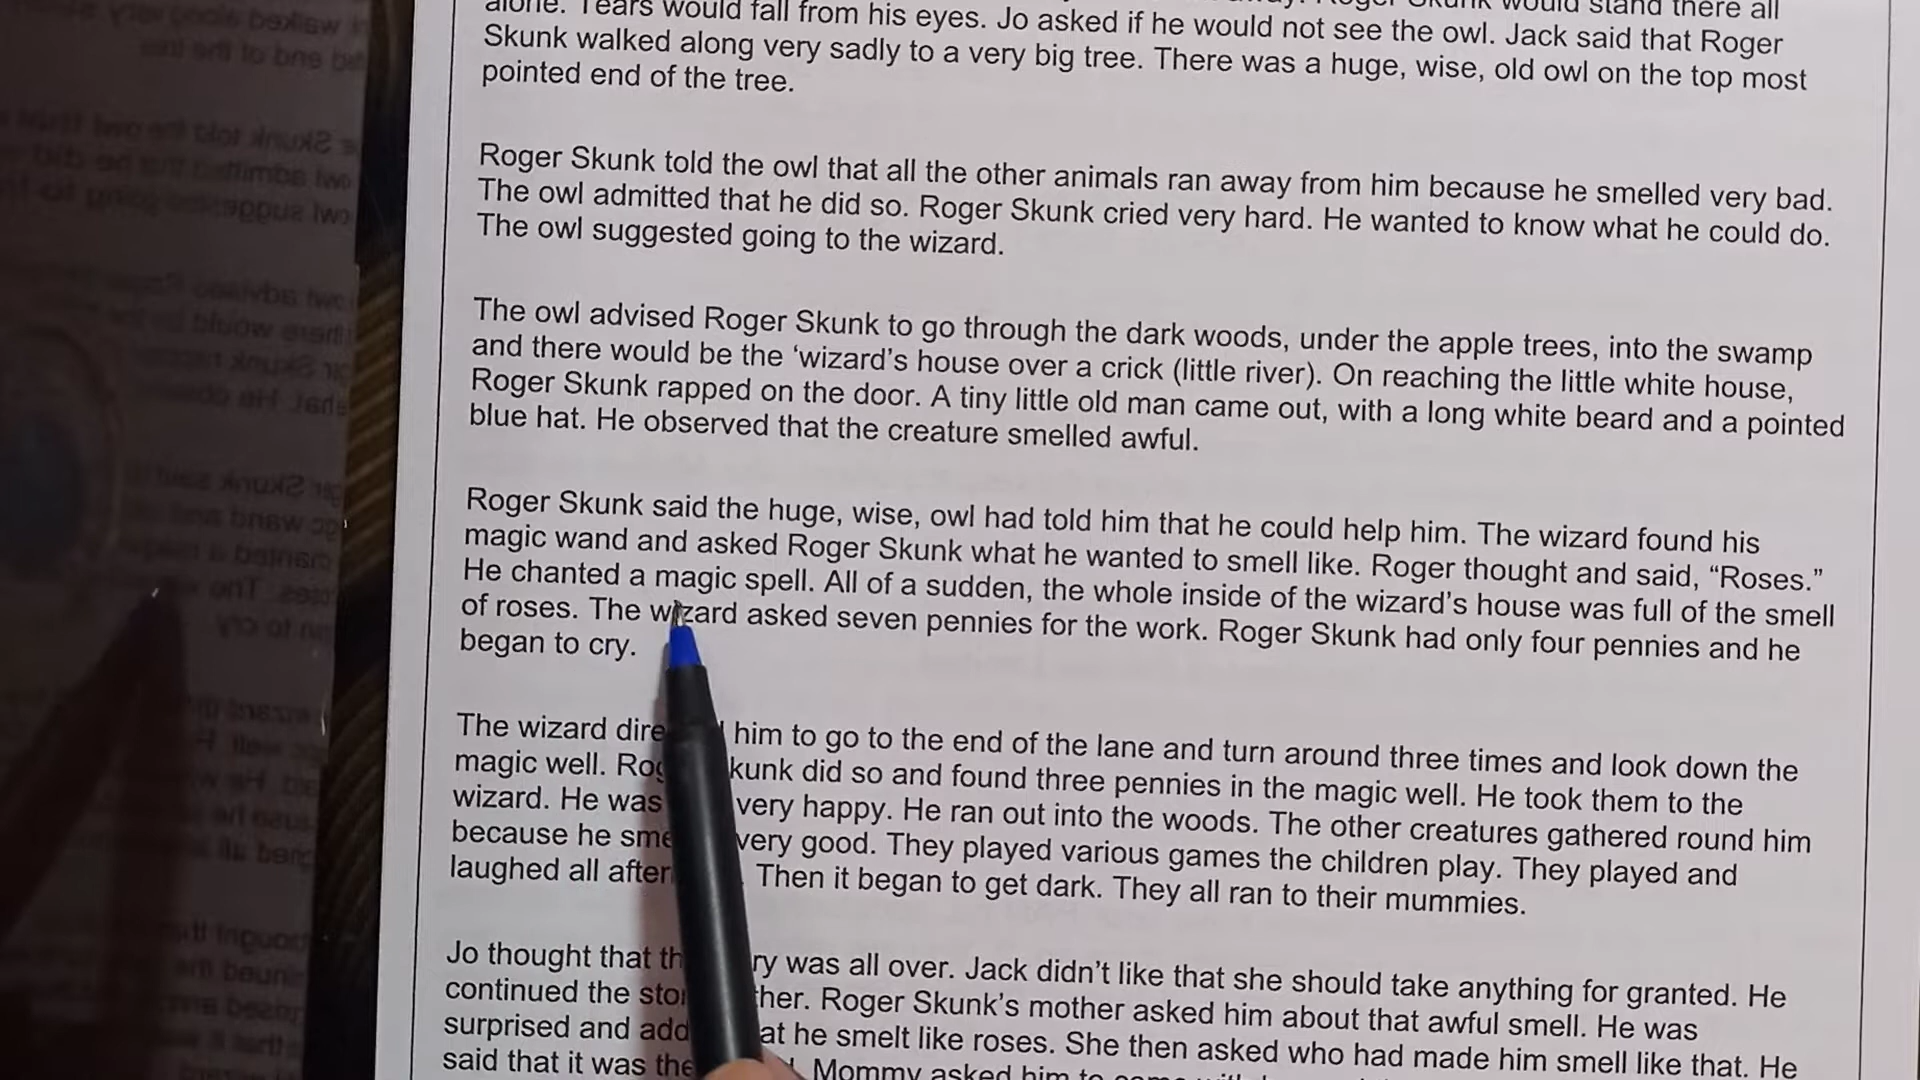 alone. Tears would fall from his eyes. Jo asked if he would not see the owl. Jack said that Roger
Skunk walked along very sadly to a very big tree. There was a huge, wise, old owl on the top most
pointed end of the tree.
Roger Skunk told the owl that all the other animals ran away from him because he smelled very bad.
The owl admitted that he did so. Roger Skunk cried very hard. He wanted to know what he could do.
The owl suggested going to the wizard.
The owl advised Roger Skunk to go through the dark woods, under the apple trees, into the swamp
and there would be the ‘wizard’s house over a crick (little river). On reaching the little white house,
Roger Skunk rapped on the door. A tiny little old man came out, with a long white beard and a pointed
blue hat. He observed that the creature smelled awful.
Roger Skunk said the huge, wise, owl had told him that he could help him. The wizard found his
magic wand and asked Roger Skunk what he wanted to smell like. Roger thought and said, “Roses.”
He chanted a magic spell. All of a sudden, the whole inside of the wizard’s house was full of the smell
of roses. The wizard asked seven pennies for the work. Roger Skunk had only four pennies and he
began to cry.
The wizard him to go to the end of the lane and turn around three times and look down the
magic well. kunk did so and found three pennies in the magic well. He took them to the
wizard. He was very happy. He ran out into the woods. The other creatures gathered round him
because he very good. They played various games the children play. They played and
laughed all Then it began to get dark. They all ran to their mummies.
Jo thought that was all over. Jack didn’t like that she should take anything for granted. He
continued the Roger Skunk’s mother asked him about that awful smell. He was
surprised and he smelt like roses. She then asked who had made him smell like that. He
said that it was Mommy asked him to